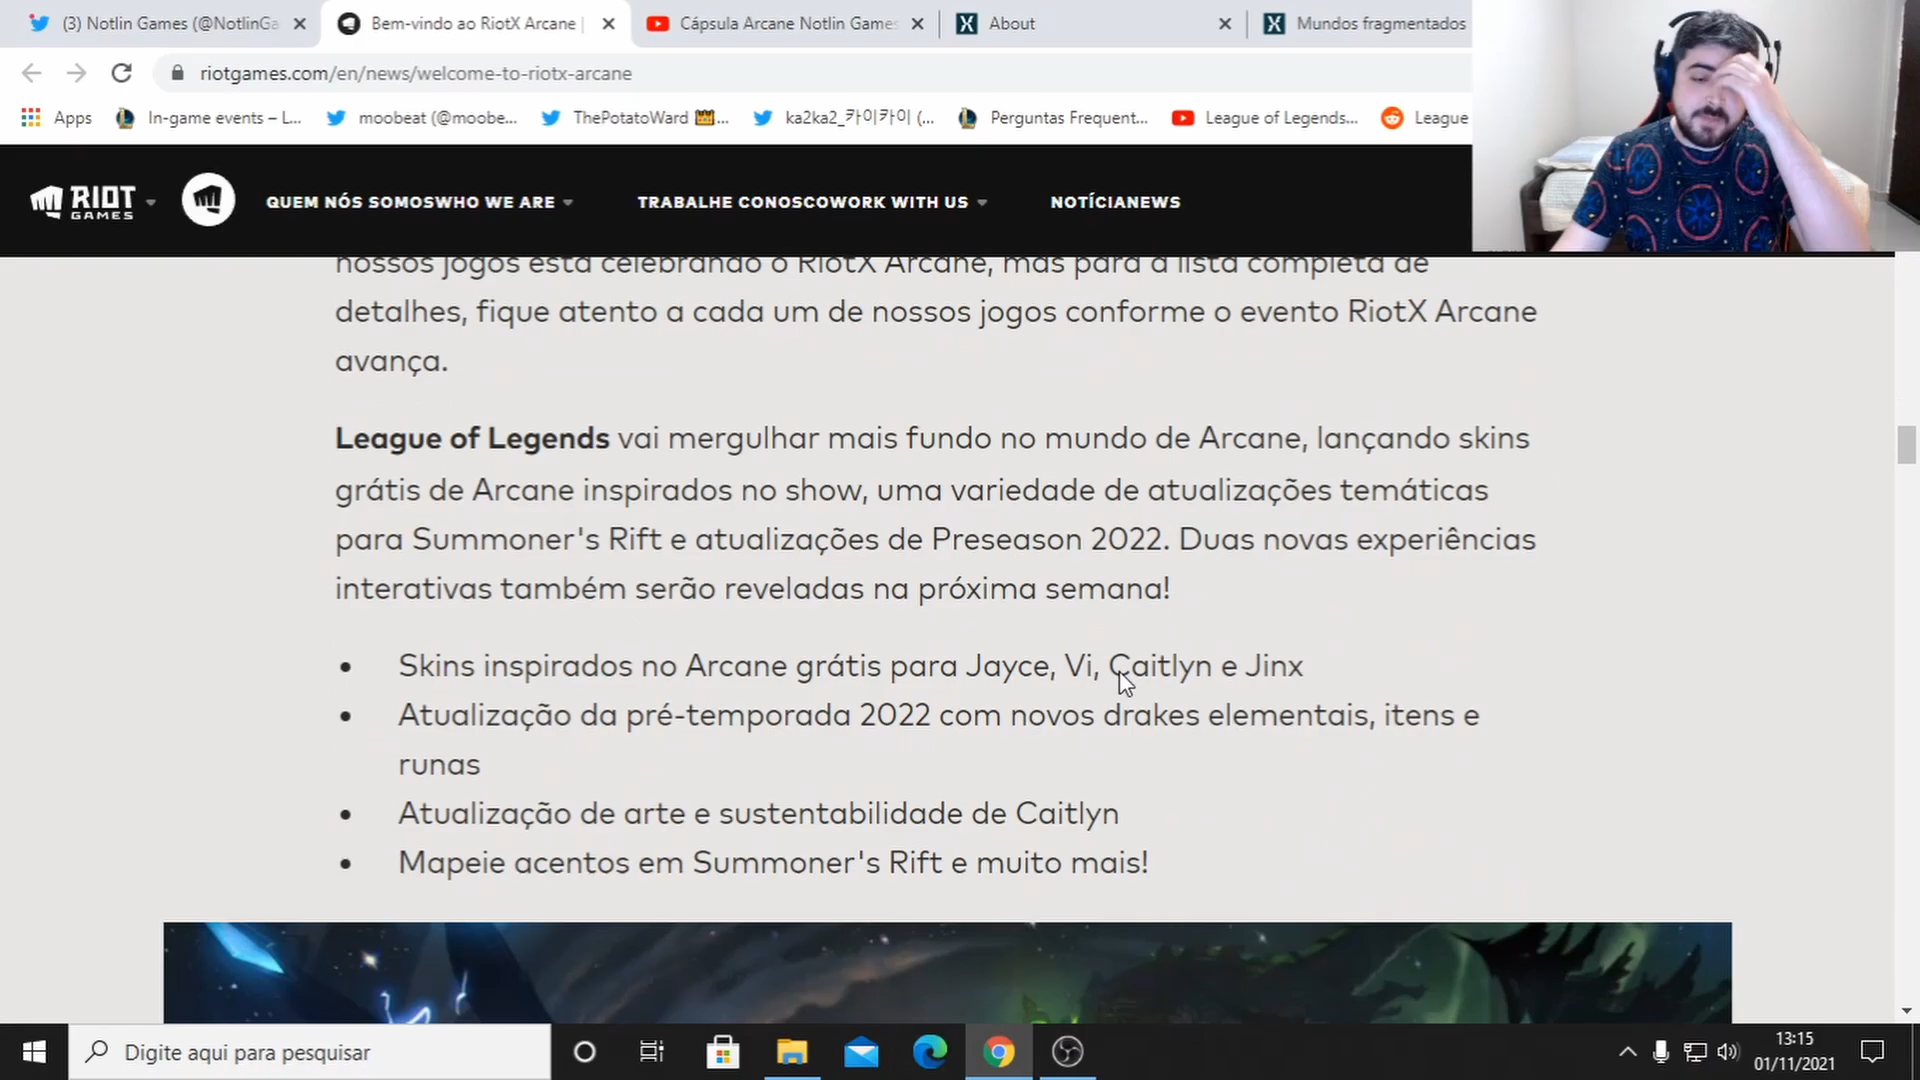 (3) Notlin Games (@NotlinGa
Bem-vindo ao RiotX Arcane |
Cápsula Arcane Notlin Games
About
Mundos fragmentados
riotgames.com/en/news/welcome-to-riotx-arcane
Apps
In-game events – L...
moobeat (@moobe...
ThePotatoWard 👑...
ka2ka2_카이카이 (...
Perguntas Frequent...
League of Legends...
League
RIOT GAMES
QUEM NÓS SOMOSWHO WE ARE
TRABALHE CONOSCOWORK WITH US
NOTÍCIANEWS
nossos jogos está celebrando o RiotX Arcane, mas para a lista completa de
detalhes, fique atento a cada um de nossos jogos conforme o evento RiotX Arcane
avança.
League of Legends vai mergulhar mais fundo no mundo de Arcane, lançando skins
grátis de Arcane inspirados no show, uma variedade de atualizações temáticas
para Summoner's Rift e atualizações de Preseason 2022. Duas novas experiências
interativas também serão reveladas na próxima semana!
• Skins inspirados no Arcane grátis para Jayce, Vi, Caitlyn e Jinx
• Atualização da pré-temporada 2022 com novos drakes elementais, itens e
runas
• Atualização de arte e sustentabilidade de Caitlyn
• Mapeie acentos em Summoner's Rift e muito mais!
Digite aqui para pesquisar
13:15
01/11/2021